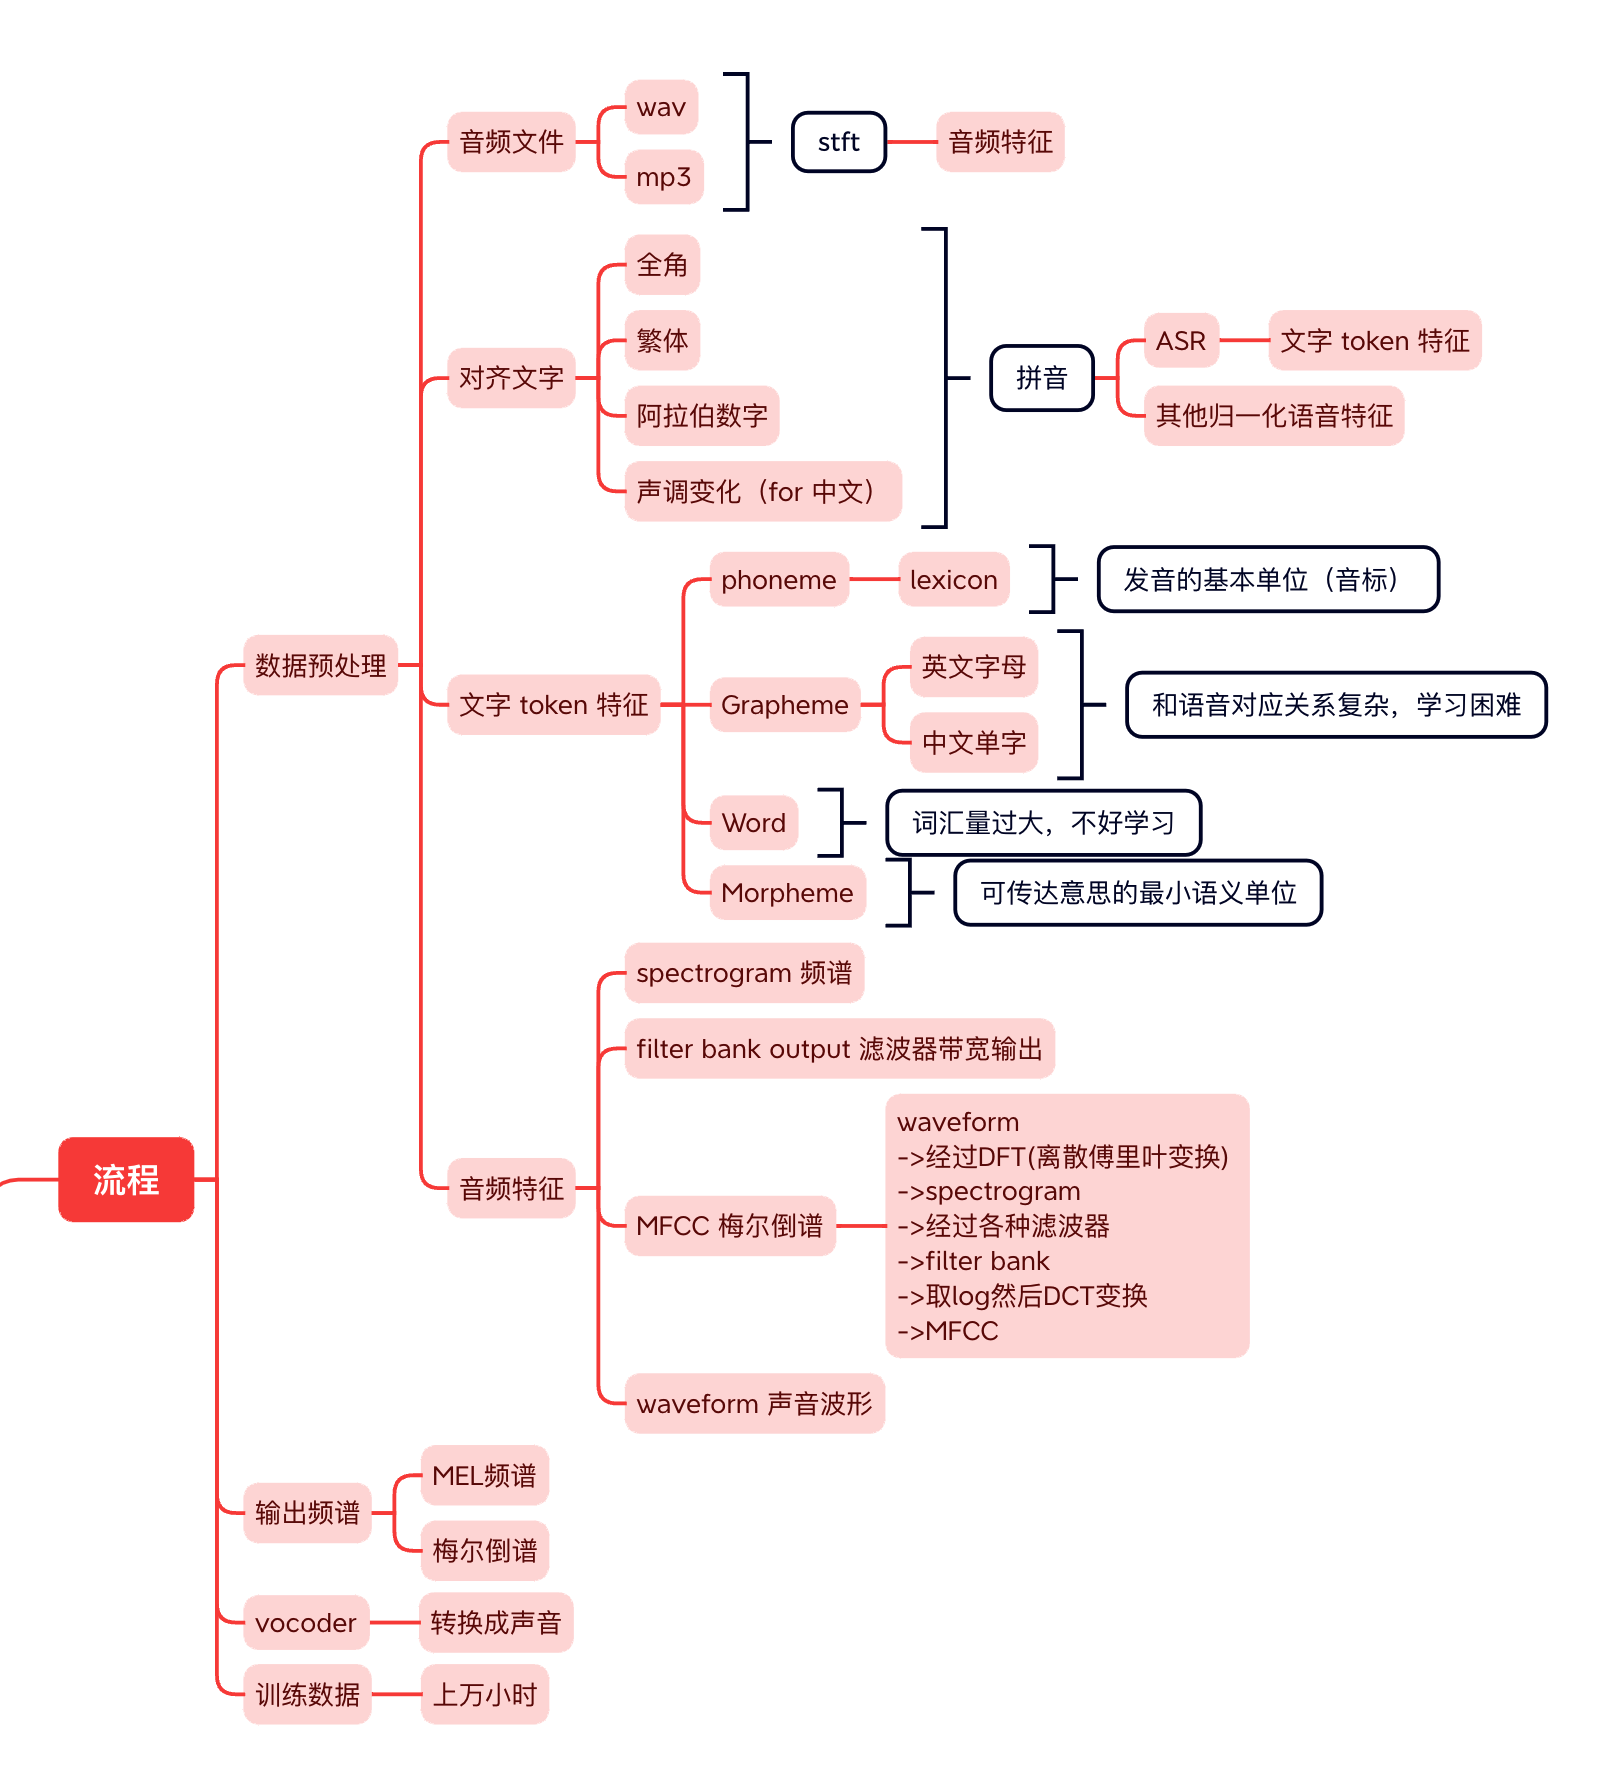 流程
数据预处理
音频文件
wav
mp3
stft
音频特征
对齐文字
全角
繁体
阿拉伯数字
声调变化（for 中文）
拼音
ASR
文字 token 特征
其他归一化语音特征
文字 token 特征
phoneme
lexicon
发音的基本单位（音标）
Grapheme
英文字母
中文单字
和语音对应关系复杂，学习困难
Word
词汇量过大，不好学习
Morpheme
可传达意思的最小语义单位
音频特征
spectrogram 频谱
filter bank output 滤波器带宽输出
MFCC 梅尔倒谱
waveform
->经过DFT(离散傅里叶变换)
->spectrogram
->经过各种滤波器
->filter bank
->取log然后DCT变换
->MFCC
waveform 声音波形
输出频谱
MEL频谱
梅尔倒谱
vocoder
转换成声音
训练数据
上万小时